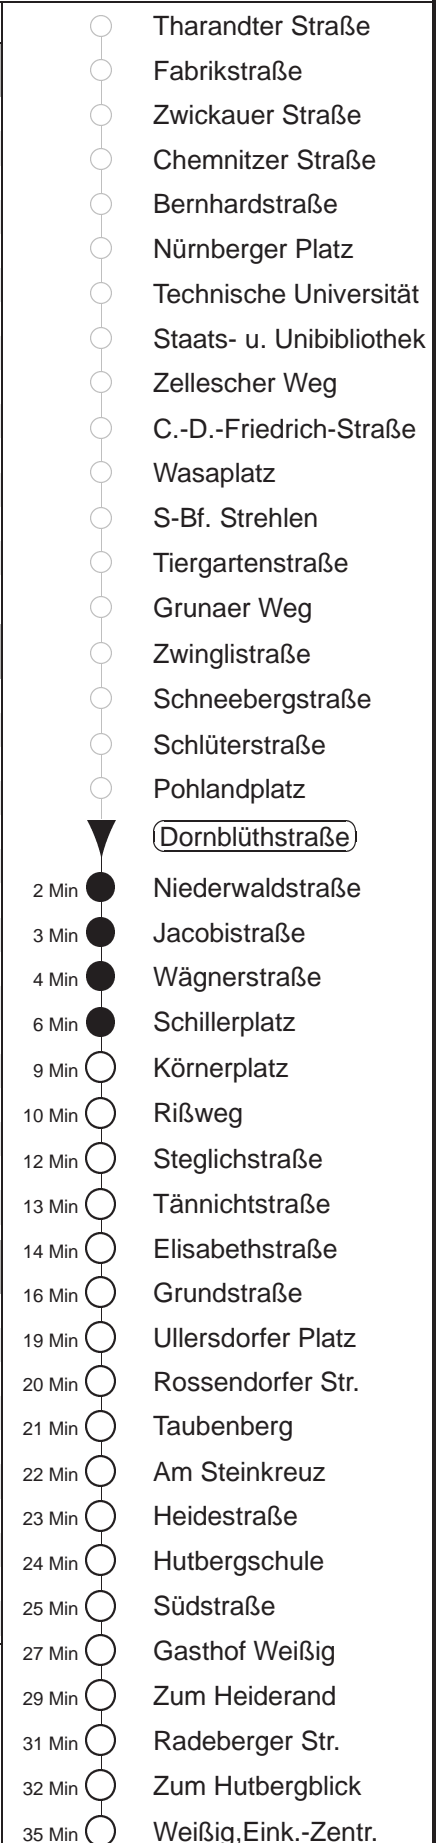 Tharandter Straße
Fabrikstraße
Zwickauer Straße
Chemnitzer Straße
Bernhardstraße
Nürnberger Platz
Technische Universität
Staats- u. Unibibliothek
Zellescher Weg
C.-D.-Friedrich-Straße
Wasaplatz
S-Bf. Strehlen
Tiergartenstraße
Grunaer Weg
Zwinglistraße
Schneebergstraße
Schlüterstraße
Pohlandplatz
Dornblüthstraße
2 Min Niederwaldstraße
3 Min Jacobistraße
4 Min Wägnerstraße
6 Min Schillerplatz
9 Min Körnerplatz
10 Min Rißweg
12 Min Steglichstraße
13 Min Tännichtstraße
14 Min Elisabethstraße
16 Min Grundstraße
19 Min Ullersdorfer Platz
20 Min Rossendorfer Str.
21 Min Taubenberg
22 Min Am Steinkreuz
23 Min Heidestraße
24 Min Hutbergschule
25 Min Südstraße
27 Min Gasthof Weißig
29 Min Zum Heiderand
31 Min Radeberger Str.
32 Min Zum Hutbergblick
35 Min Weißig,Eink.-Zentr.